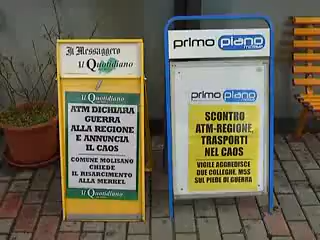 Il Messaggero
Il Quotidiano
Il Quotidiano
ATM DICHIARA
GUERRA
ALLA REGIONE
E ANNUNCIA
IL CAOS
COMUNE MOLISANO
CHIEDE
IL RISARCIMENTO
ALLA MERKEL
Il Quotidiano
primo piano
primo piano
SCONTRO
ATM-REGIONE,
TRASPORTI
NEL CAOS
VIGILE AGGREDISCE
DUE COLLEGHE, M5S
SUL PIEDE DI GUERRA